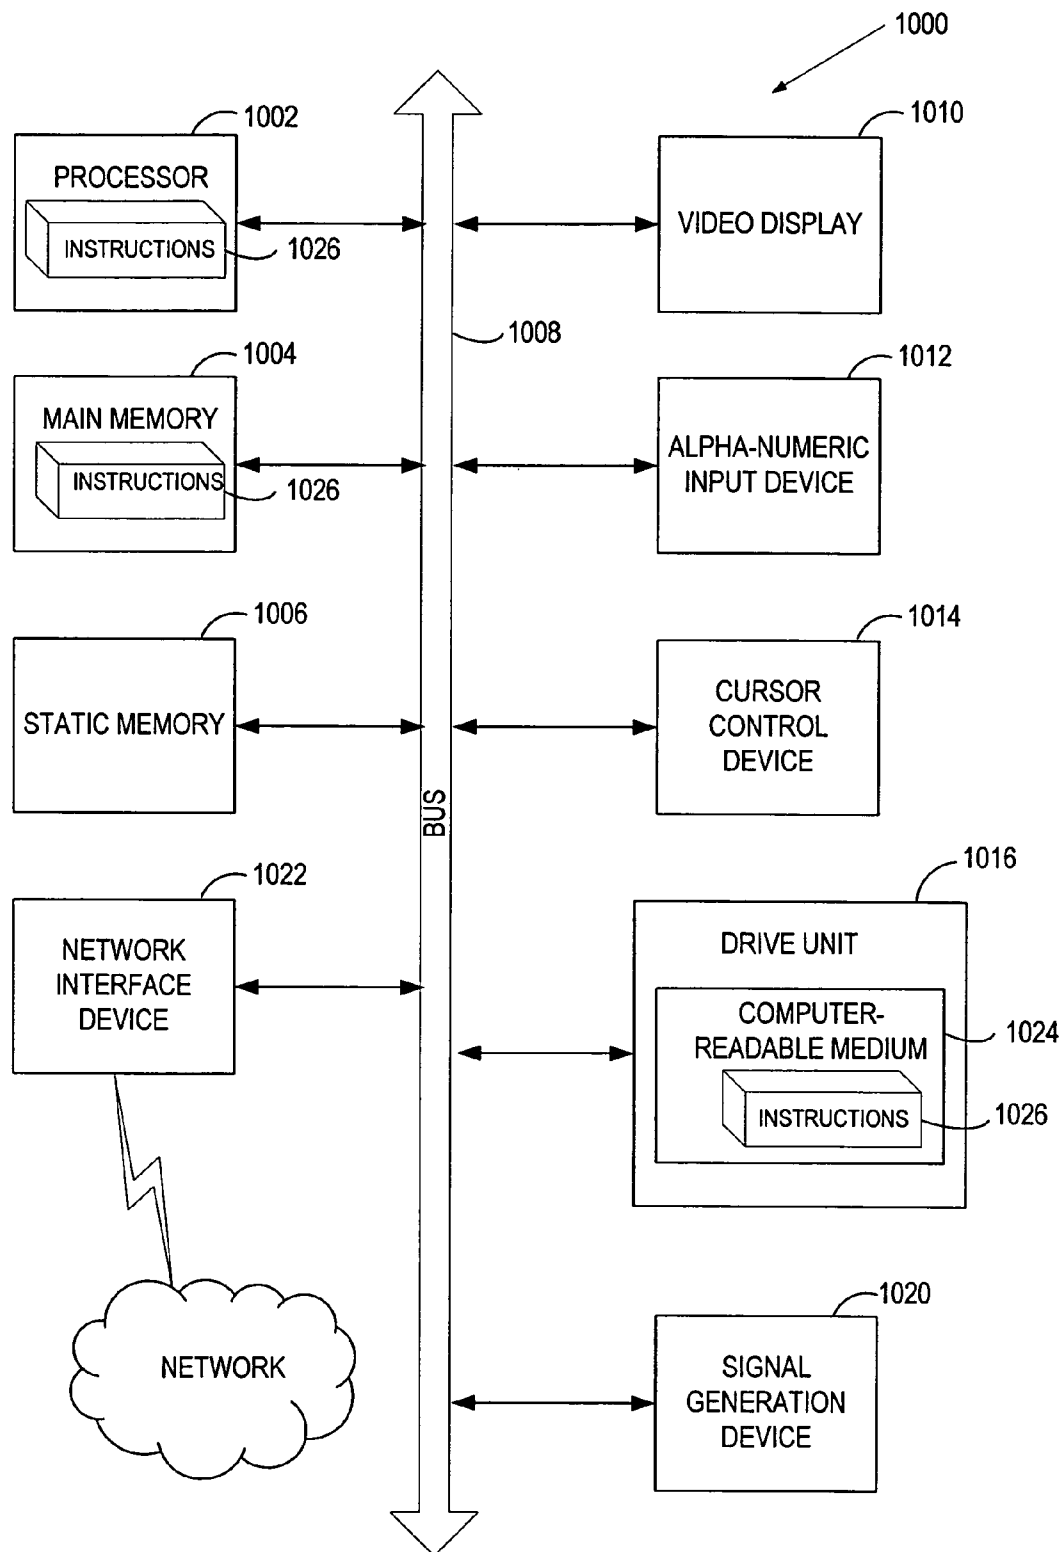 1000
1002
PROCESSOR
INSTRUCTIONS
1026
1010
VIDEO DISPLAY
1008
1004
MAIN MEMORY
INSTRUCTIONS
1026
1012
ALPHA-NUMERIC
INPUT DEVICE
1006
STATIC MEMORY
1014
CURSOR
CONTROL
DEVICE
BUS
1022
NETWORK
INTERFACE
DEVICE
1016
DRIVE UNIT
COMPUTER-
READABLE MEDIUM
1024
INSTRUCTIONS
1026
NETWORK
1020
SIGNAL
GENERATION
DEVICE